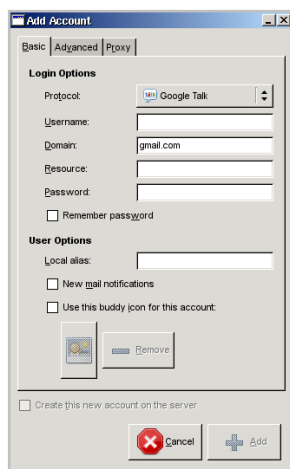 Add Account
Basic Advanced Proxy
Login Options
Protocol: Google Talk
Username:
Domain: gmail.com
Resource:
Password:
Remember password
User Options
Local alias:
New mail notifications
Use this buddy icon for this account:
Remove
Create this new account on the server
Cancel Add